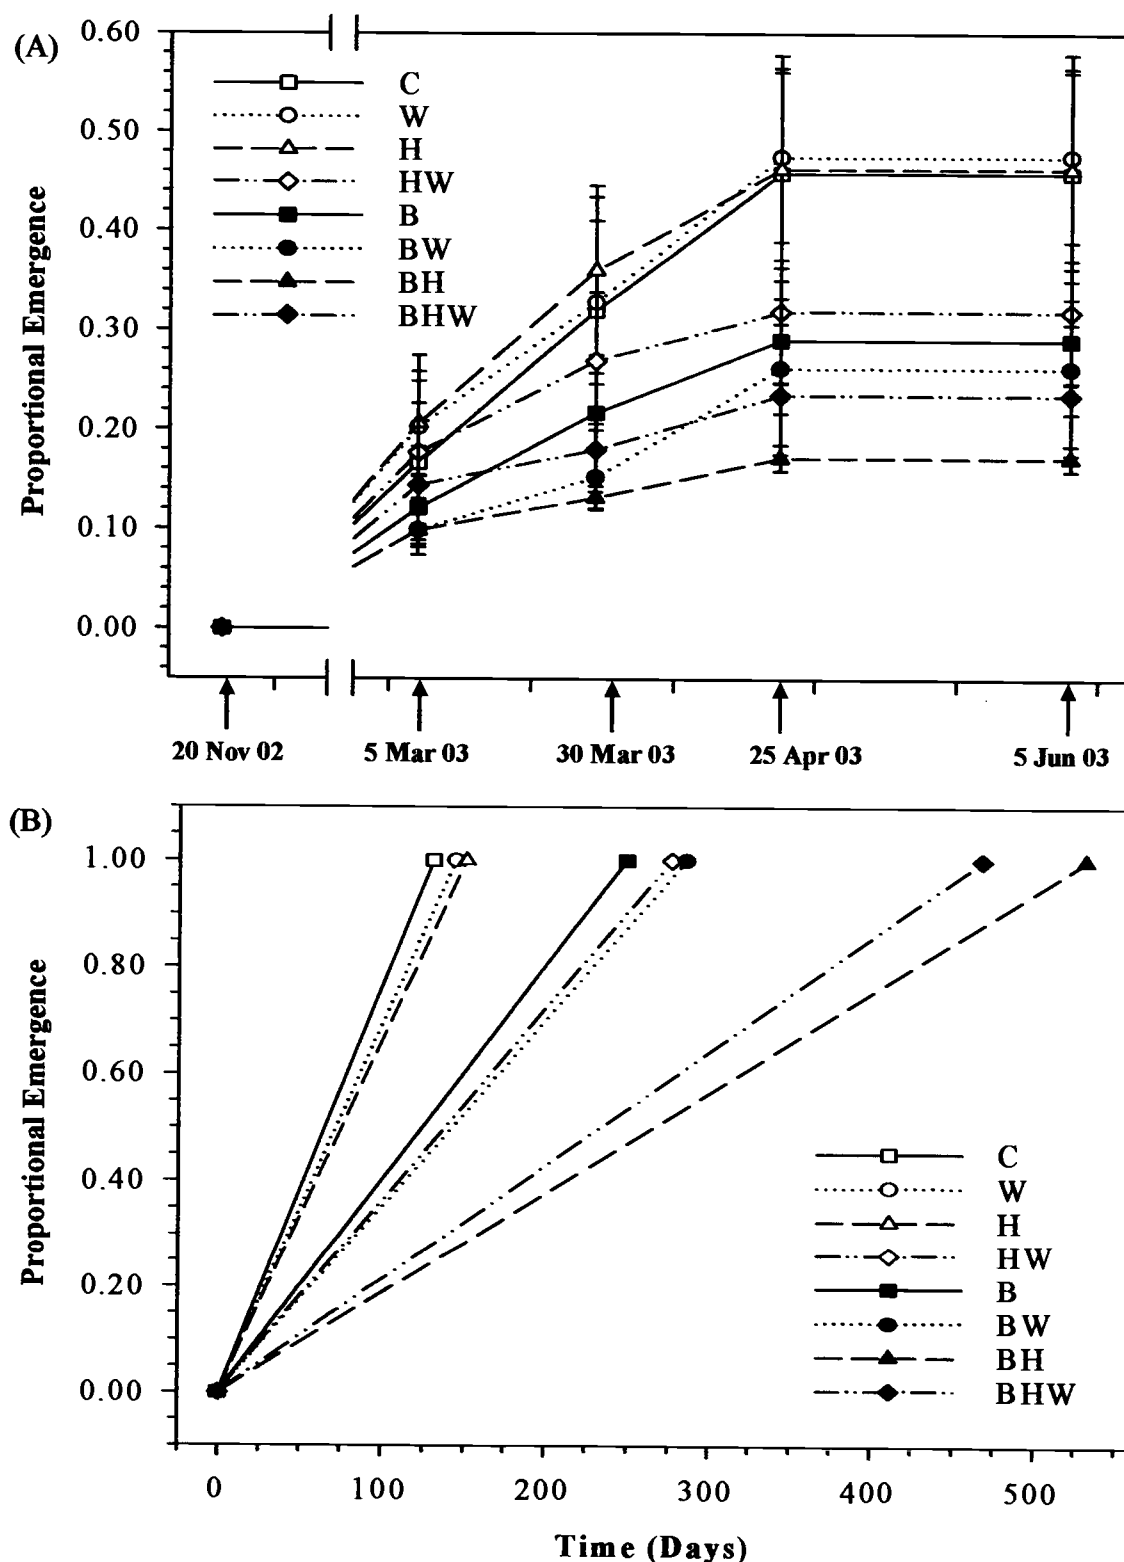 (A)
0.60
0.50
0.40
0.30
0.20
0.10
0.00
Proportional Emergence
C
W
H
HW
B
BW
BH
BHW
20 Nov 02
5 Mar 03
30 Mar 03
25 Apr 03
5 Jun 03
(B)
1.00
0.80
0.60
0.40
0.20
0.00
Proportional Emergence
C
W
H
HW
B
BW
BH
BHW
0
100
200
300
400
500
Time (Days)